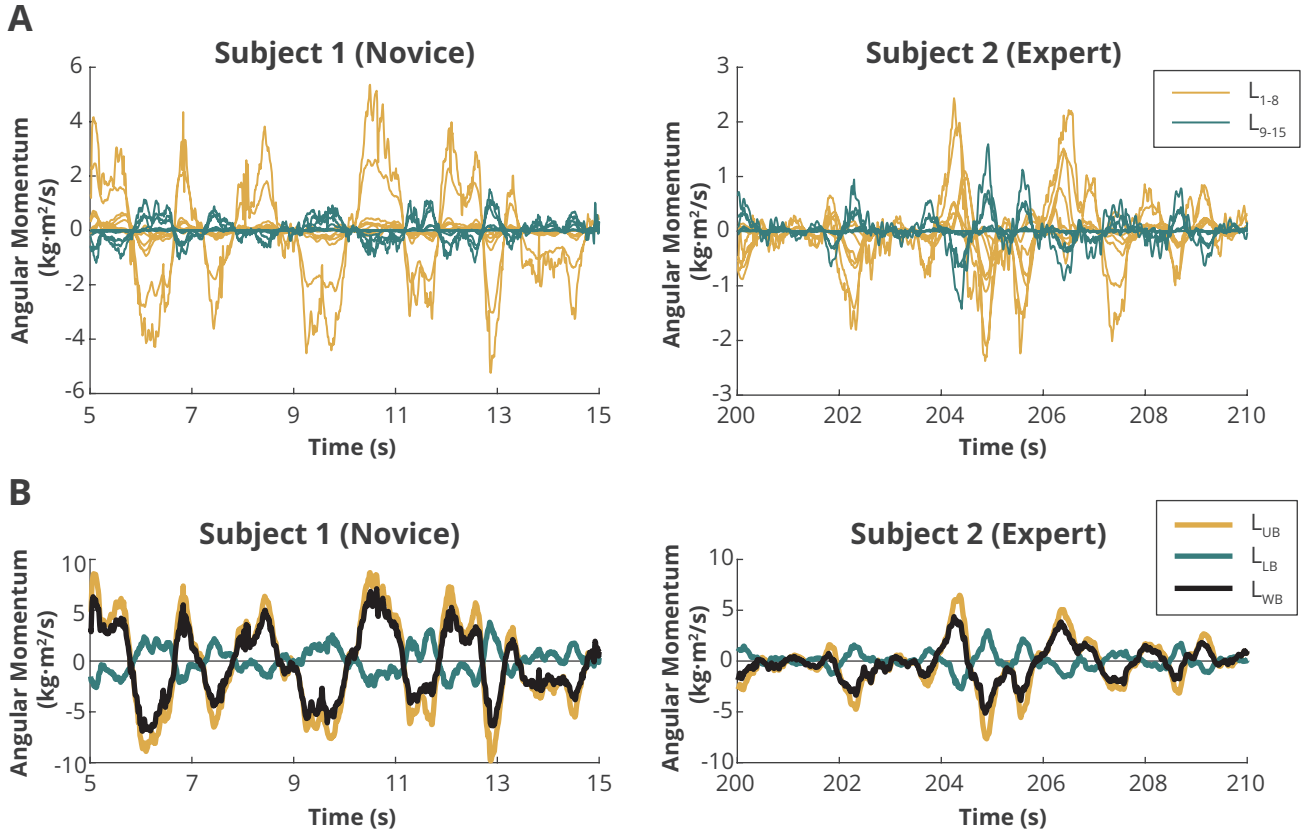 A
Subject 1 (Novice)
Angular Momentum
(kg·m²/s)
6
4
2
0
-2
-4
-6
5 7 9 11 13 15
Time (s)
Subject 2 (Expert)
Angular Momentum
(kg·m²/s)
3
2
1
0
-1
-2
-3
200 202 204 206 208 210
Time (s)
L1-8
L9-15
B
Subject 1 (Novice)
Angular Momentum
(kg·m²/s)
10
5
0
-5
-10
5 7 9 11 13 15
Time (s)
Subject 2 (Expert)
Angular Momentum
(kg·m²/s)
10
5
0
-5
-10
200 202 204 206 208 210
Time (s)
LUB
LLB
LWB